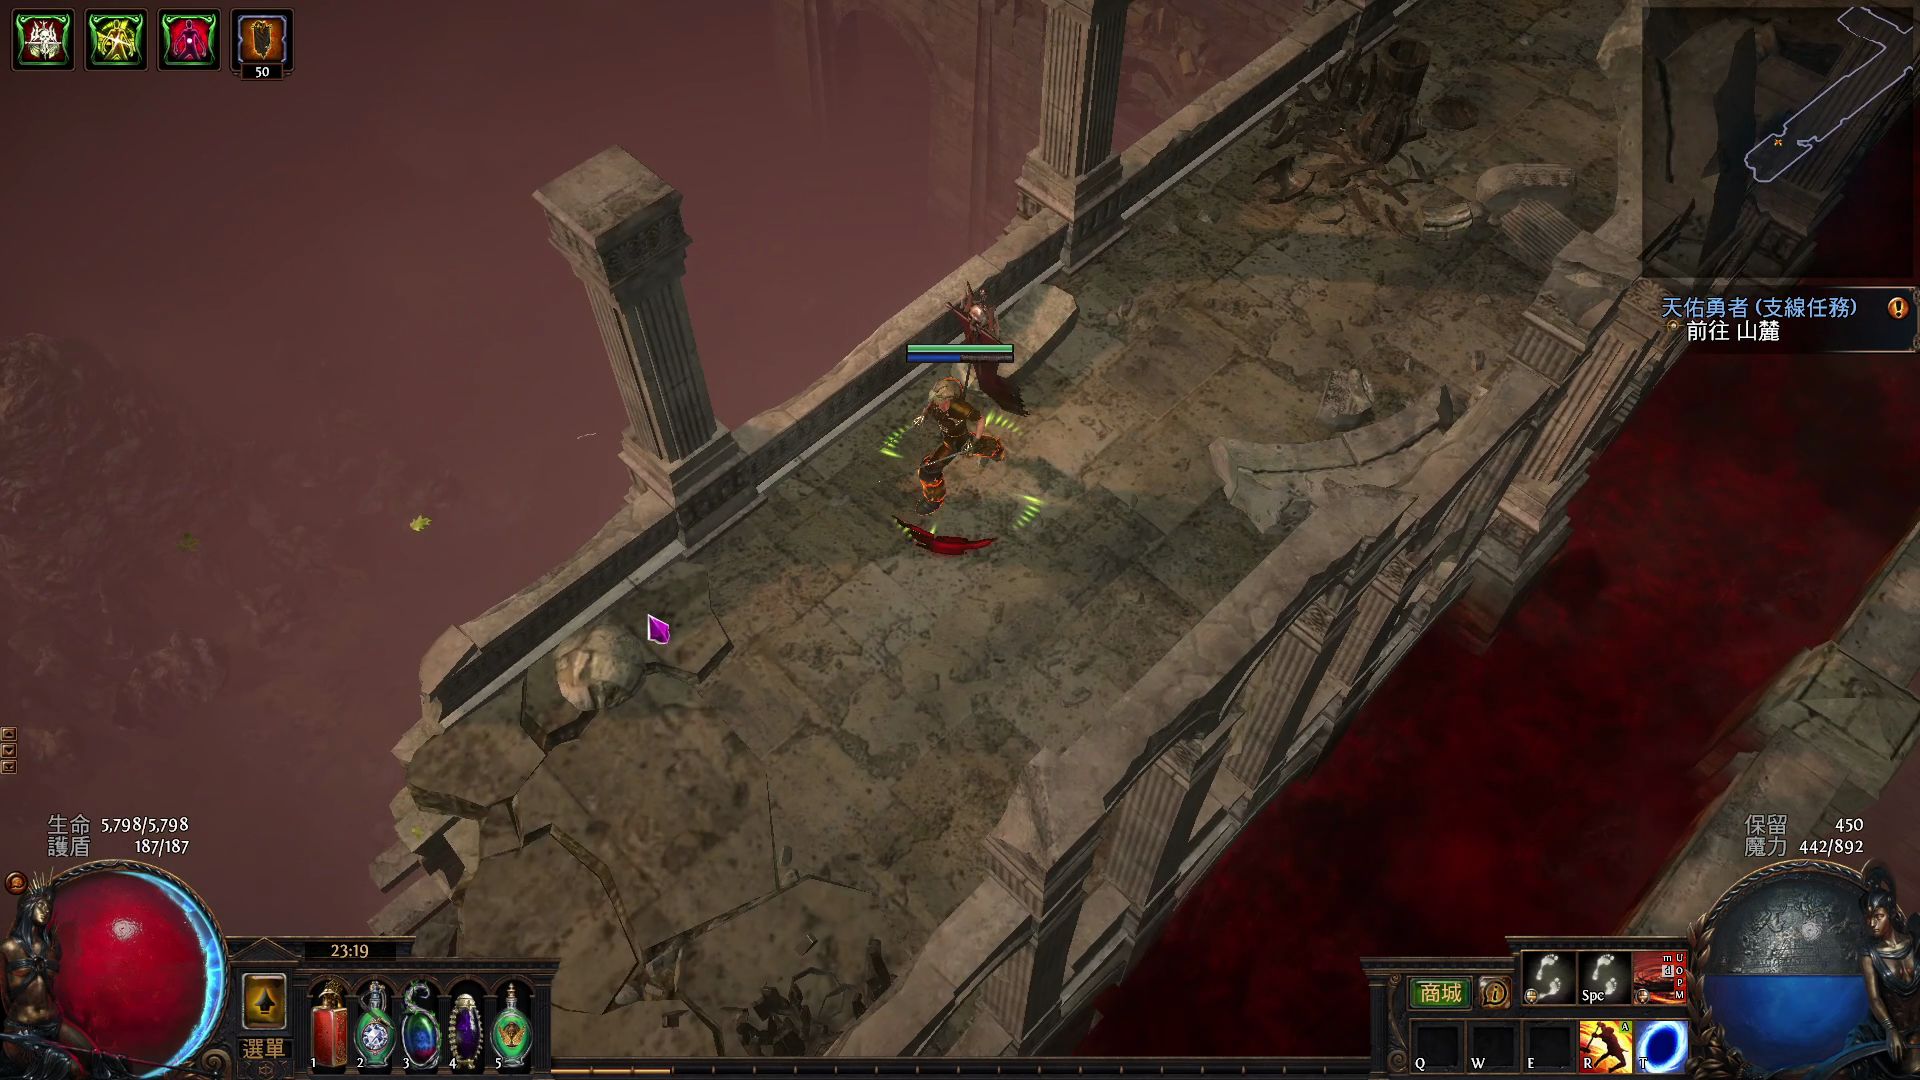 50
天佑勇者 (支線任務)
前往 山麓
生命 5,798/5,798
護盾 187/187
保留 450
魔力 442/892
23:19
選單
1 2 3 4 5
商城
Spc
m U
d O
P
M
Q W E R A T